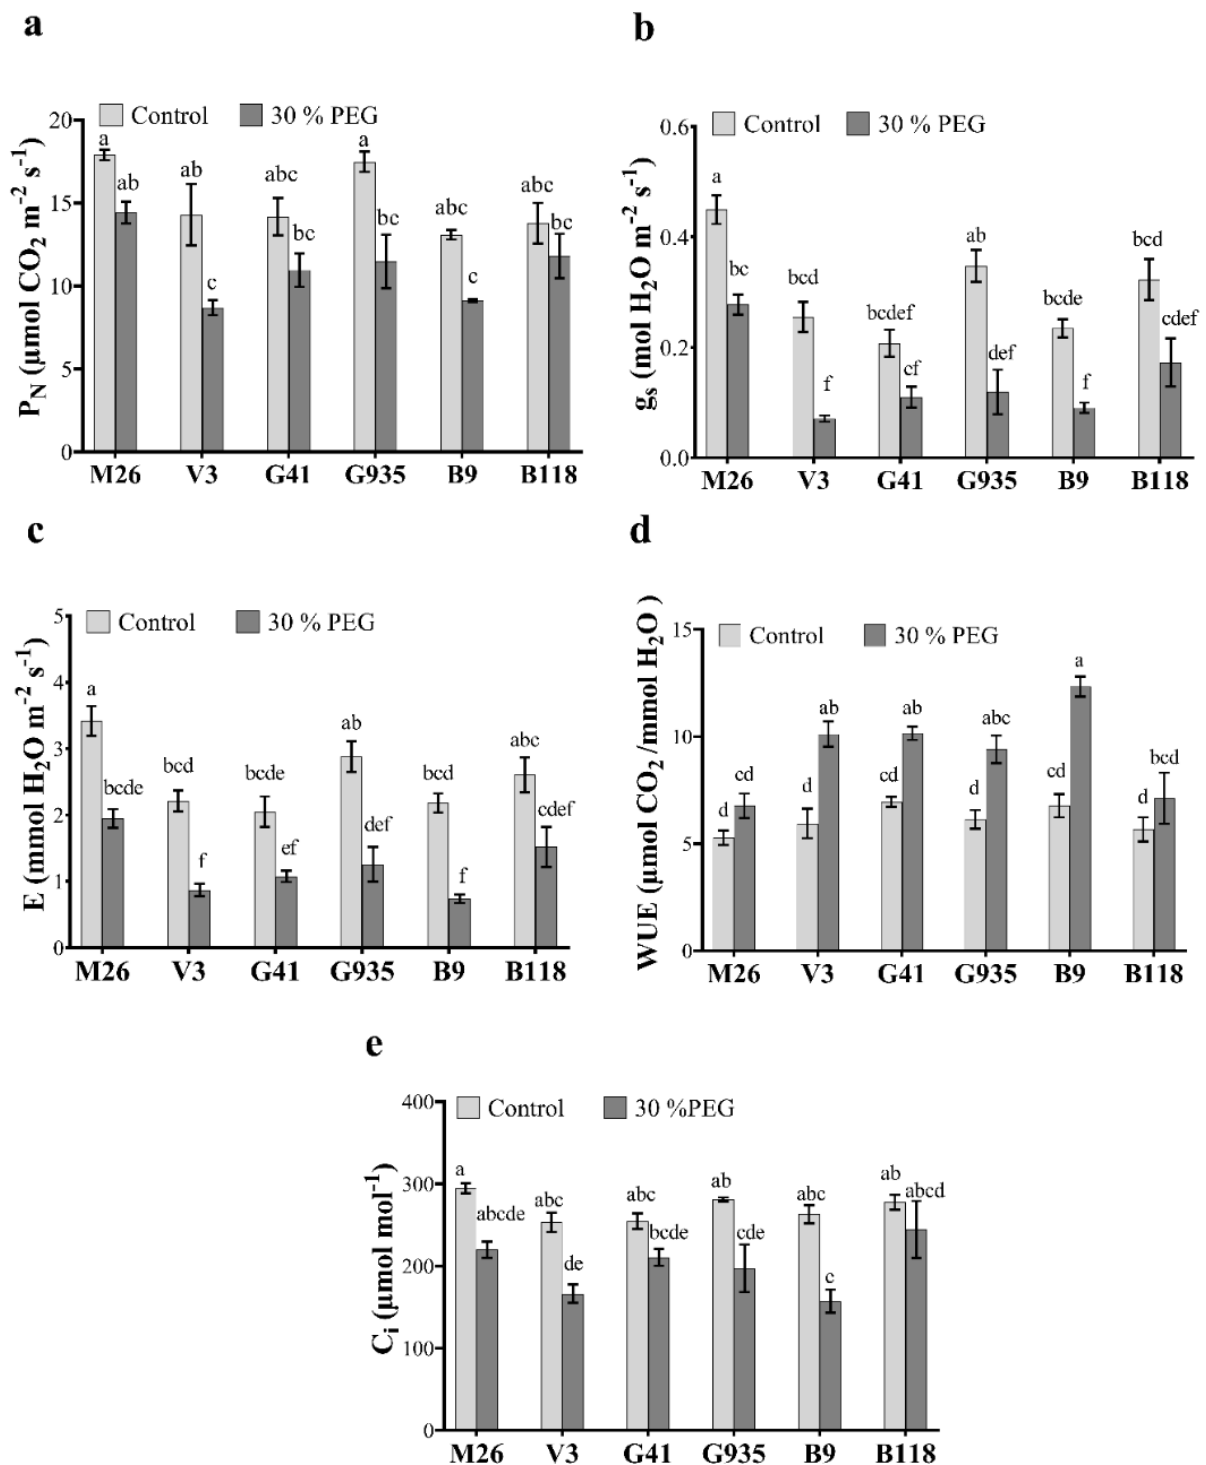 a
Control 30 % PEG
P_N (µmol CO₂ m⁻² s⁻¹)
20
15
10
5
0
a ab ab c abc bc a bc abc c abc bc
M26 V3 G41 G935 B9 B118
b
Control 30 % PEG
g_s (mol H₂O m⁻² s⁻¹)
0.6
0.4
0.2
0.0
a bc bcd f bcdef cf ab def bcde f bcd cdef
M26 V3 G41 G935 B9 B118
c
Control 30 % PEG
E (mmol H₂O m⁻² s⁻¹)
5
4
3
2
1
0
a bcde bcd f bcde ef ab def bcd f abc cdef
M26 V3 G41 G935 B9 B118
d
Control 30 % PEG
WUE (µmol CO₂ /mmol H₂O )
15
10
5
0
d cd d ab cd ab d abc cd a d bcd
M26 V3 G41 G935 B9 B118
e
Control 30 %PEG
C_i (µmol mol⁻¹)
400
300
200
100
0
a abcde abc de abc bcde ab cde abc c ab abcd
M26 V3 G41 G935 B9 B118